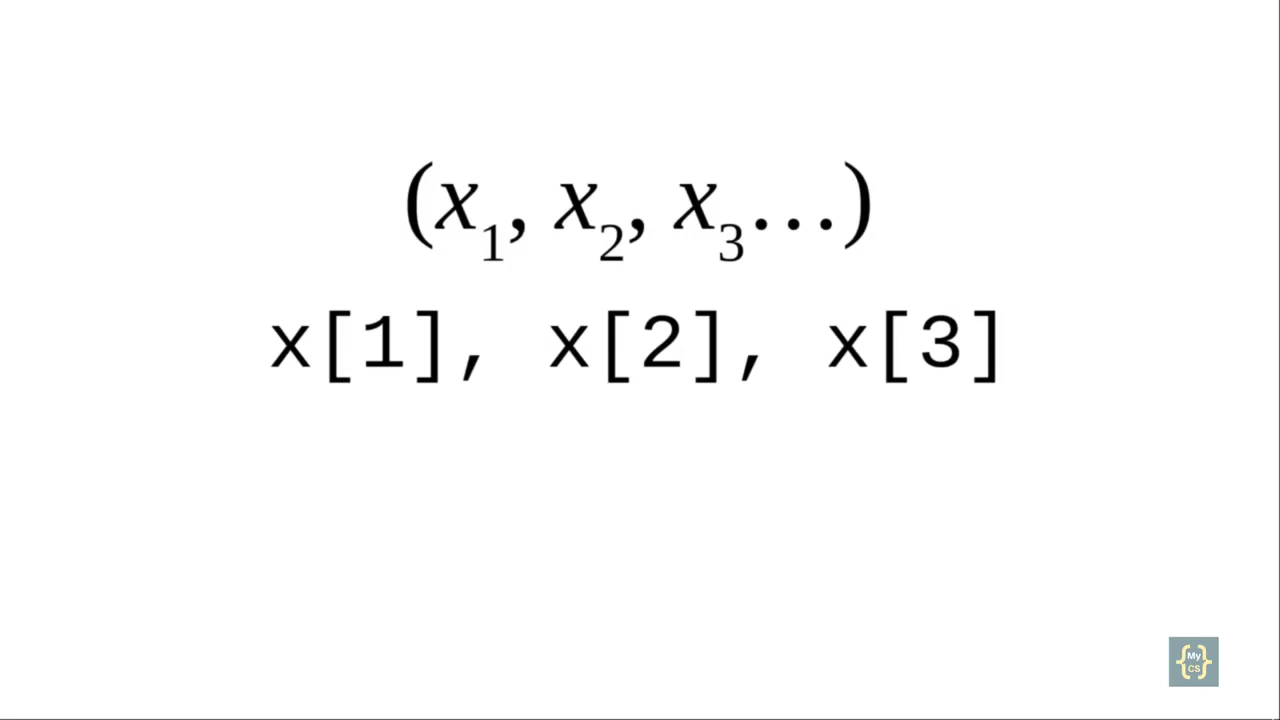 (x₁, x₂, x₃…)
x[1], x[2], x[3]
My
CS